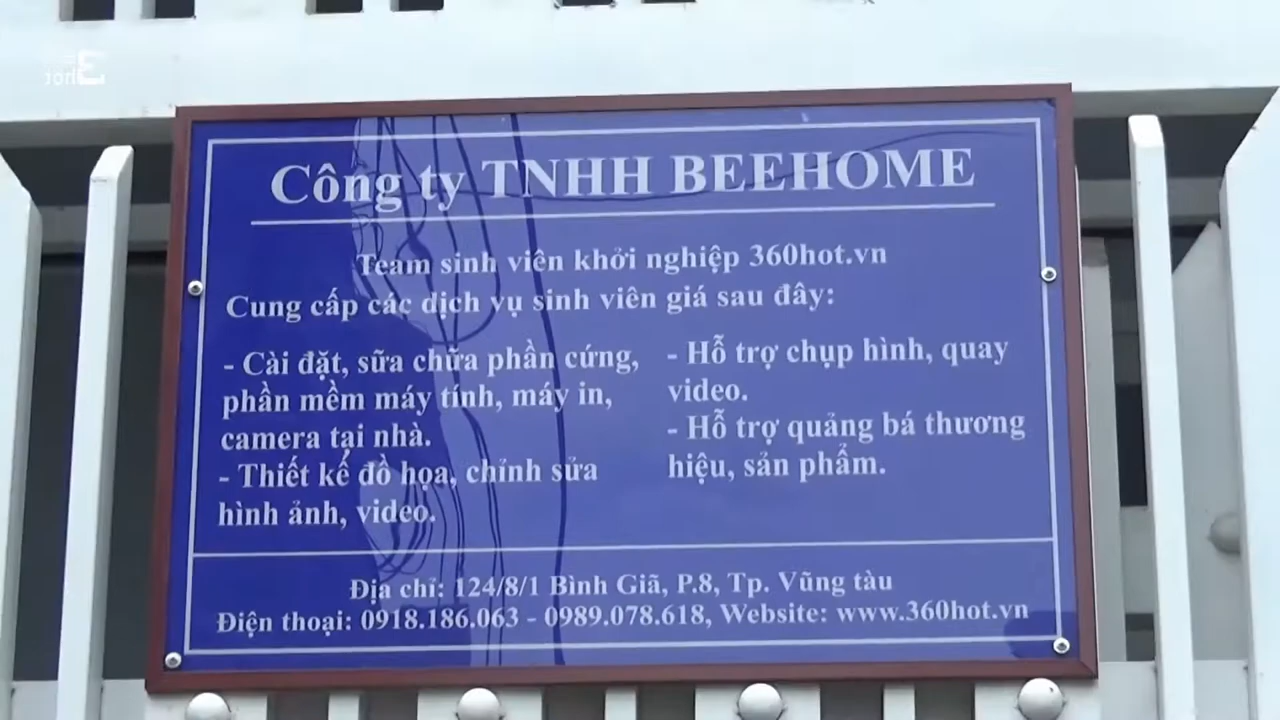 Công ty TNHH BEEHOME
Team sinh viên khởi nghiệp 360hot.vn
Cung cấp các dịch vụ sinh viên giá sau đây:
- Cài đặt, sữa chữa phần cứng,
phần mềm máy tính, máy in,
camera tại nhà.
- Thiết kế đồ họa, chỉnh sửa
hình ảnh, video.
- Hỗ trợ chụp hình, quay
video.
- Hỗ trợ quảng bá thương
hiệu, sản phẩm.
Địa chỉ: 124/8/1 Bình Giã, P.8, Tp. Vũng tàu
Điện thoại: 0918.186.063 - 0989.078.618, Website: www.360hot.vn